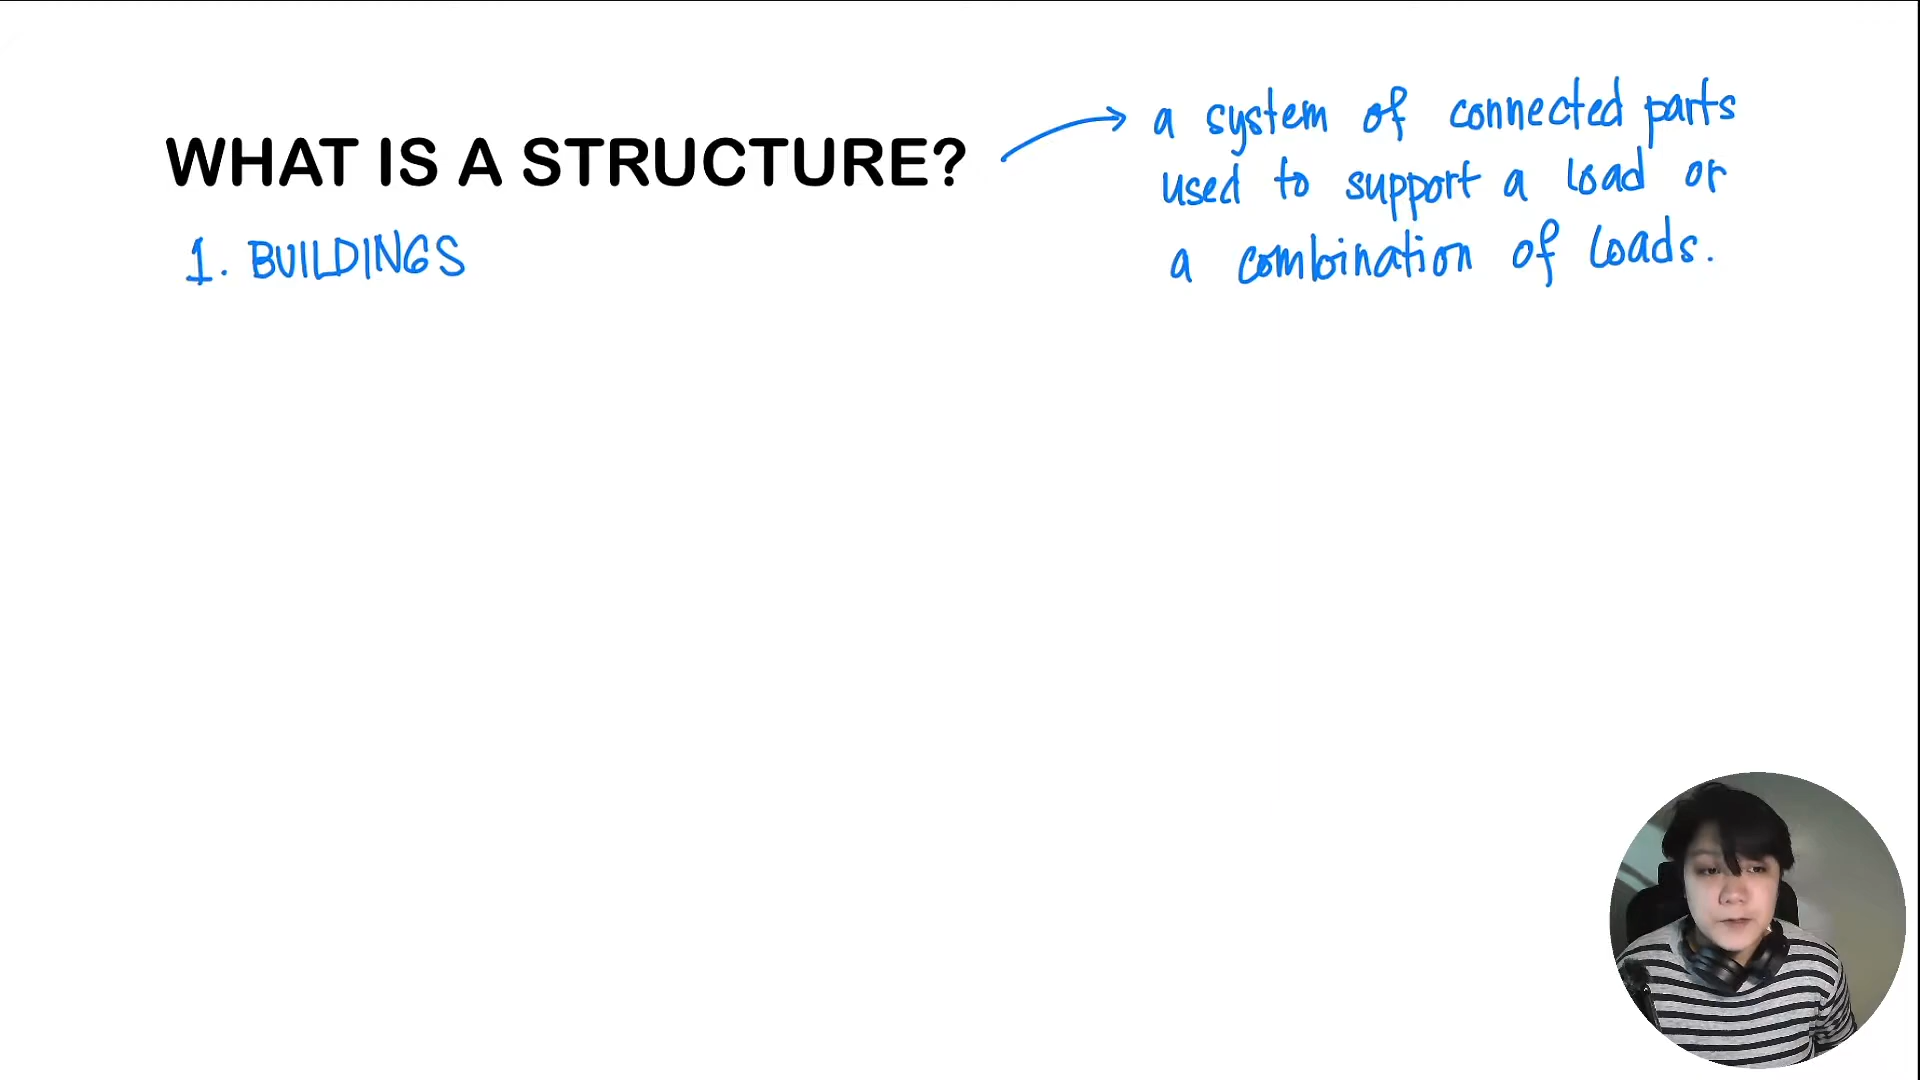 WHAT IS A STRUCTURE?
a system of connected parts
used to support a load or
a combination of loads.
1. BUILDINGS